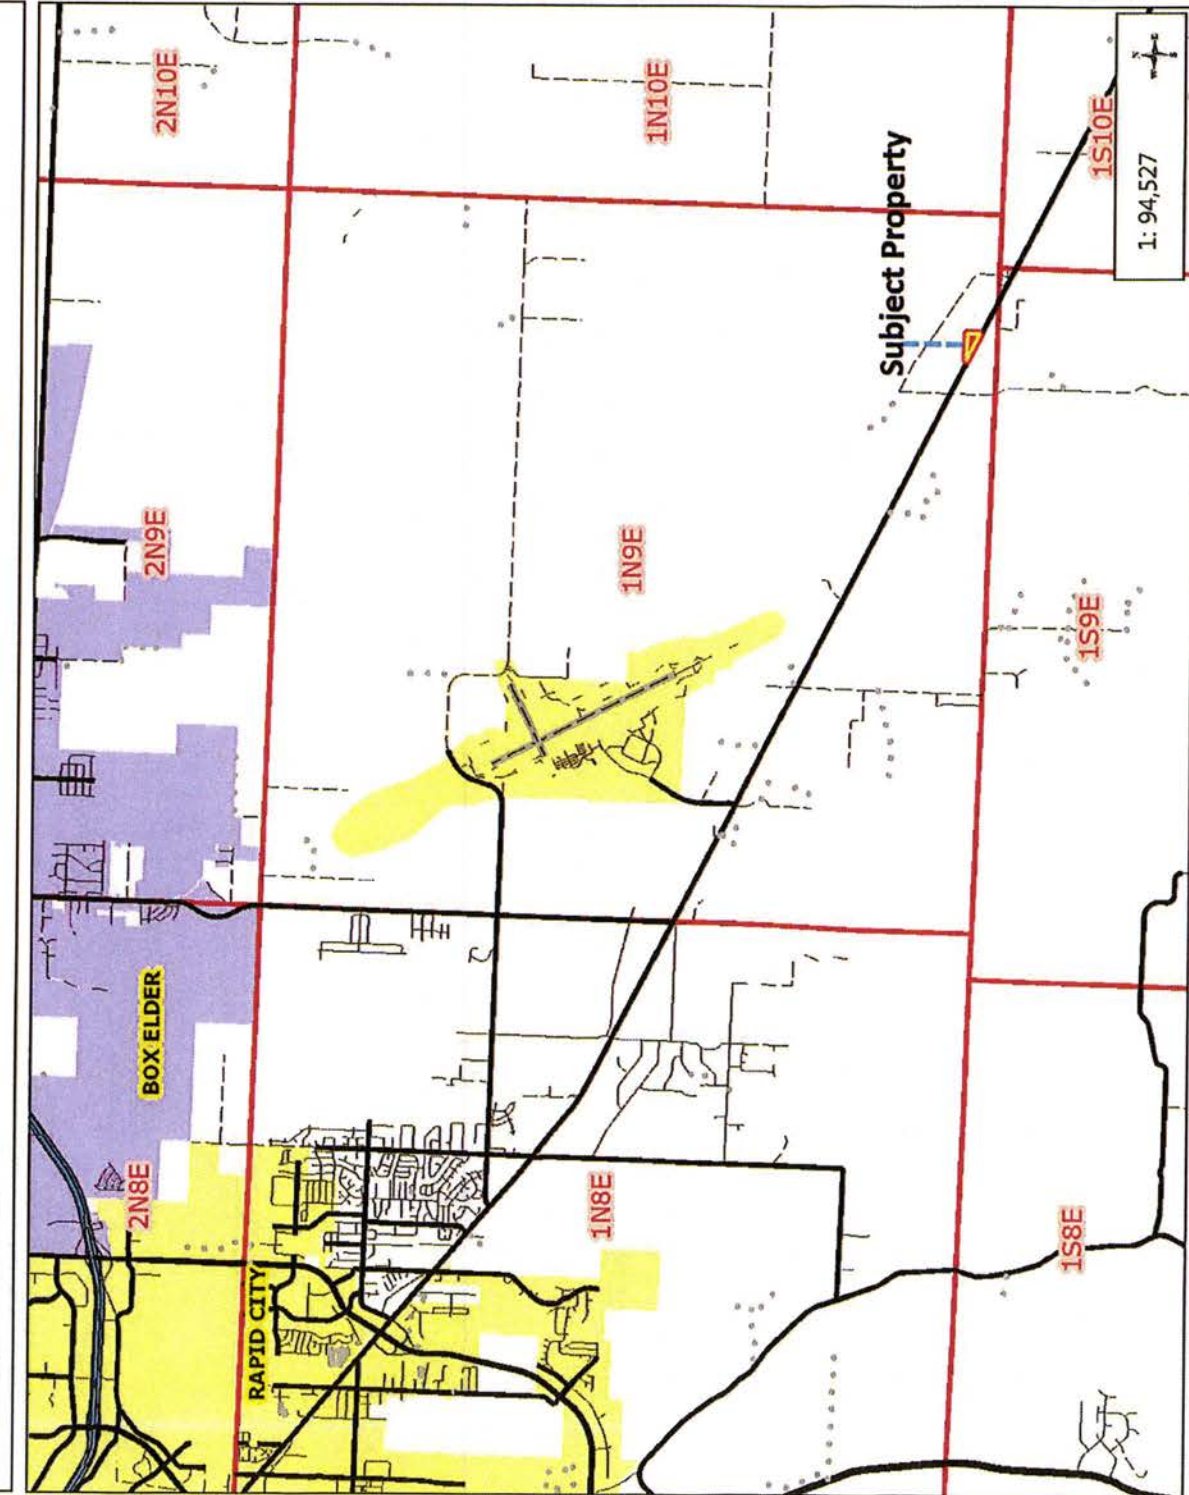 2N10E
1N10E
1S10E
N
W E
S
1: 94,527
Subject Property
2N9E
1N9E
1S9E
BOX ELDER
2N8E
RAPID CITY
1N8E
1S8E